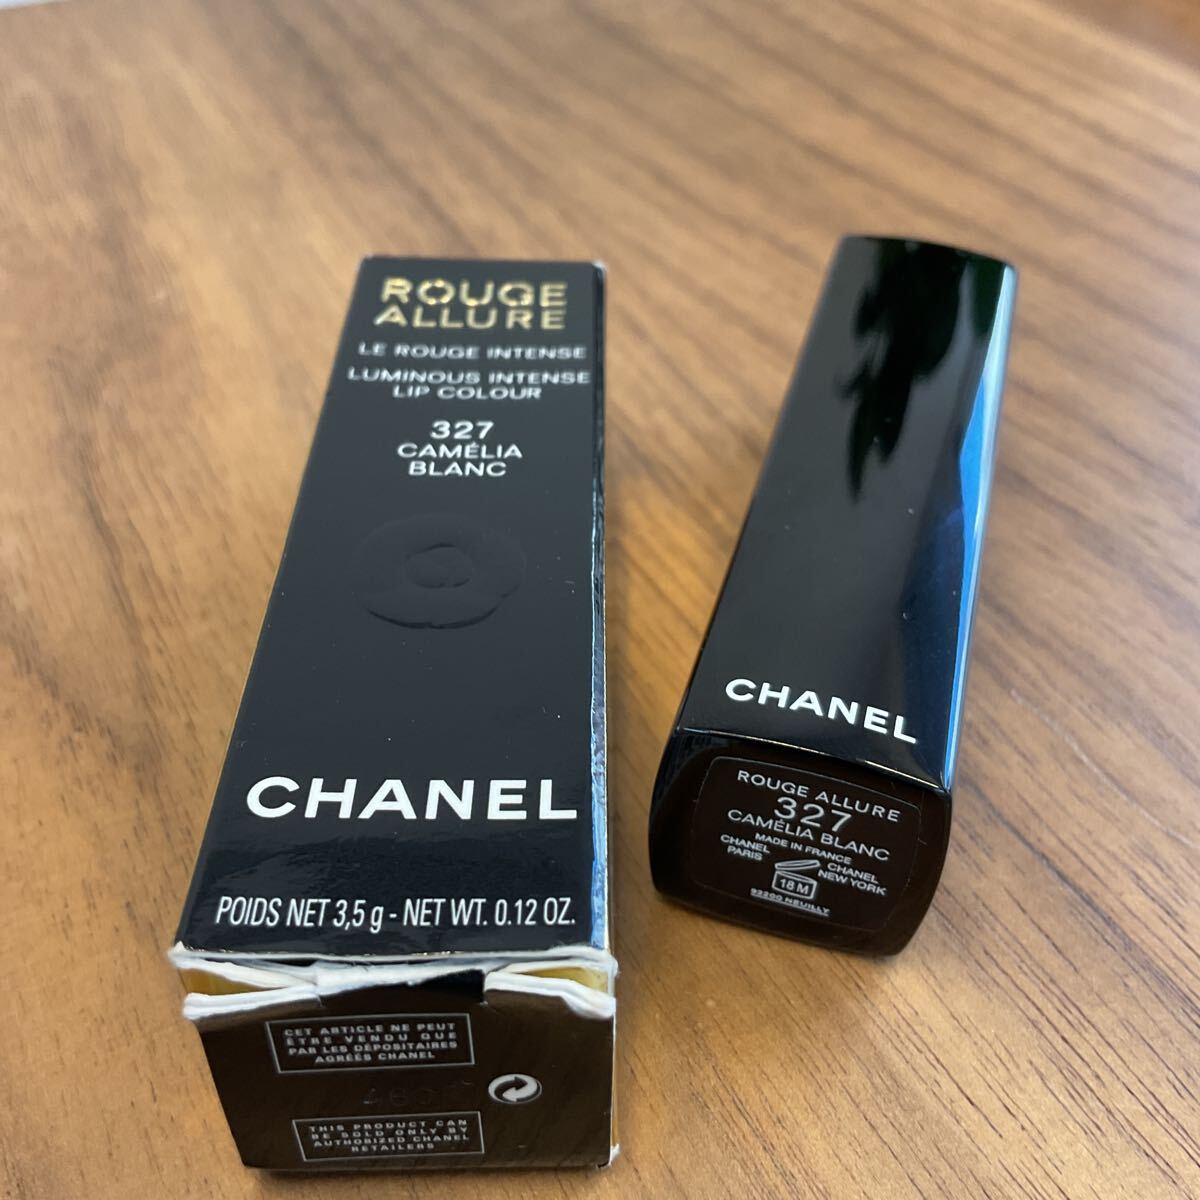 ROUGE
ALLURE
LE ROUGE INTENSE
LUMINOUS INTENSE
LIP COLOUR
327
CAMÉLIA
BLANC
CHANEL
POIDS NET 3,5 g - NET WT. 0.12 OZ.
CET ARTICLE NE PEUT
ÊTRE VENDU QUE
PAR LES DÉPOSITAIRES
AGRÉÉS CHANEL
THIS PRODUCT CAN
BE SOLD ONLY BY
AUTHORIZED CHANEL
RETAILERS
CHANEL
ROUGE ALLURE
327
CAMÉLIA BLANC
MADE IN FRANCE
CHANEL
PARIS
CHANEL
NEW YORK
18 M
92200 NEUILLY